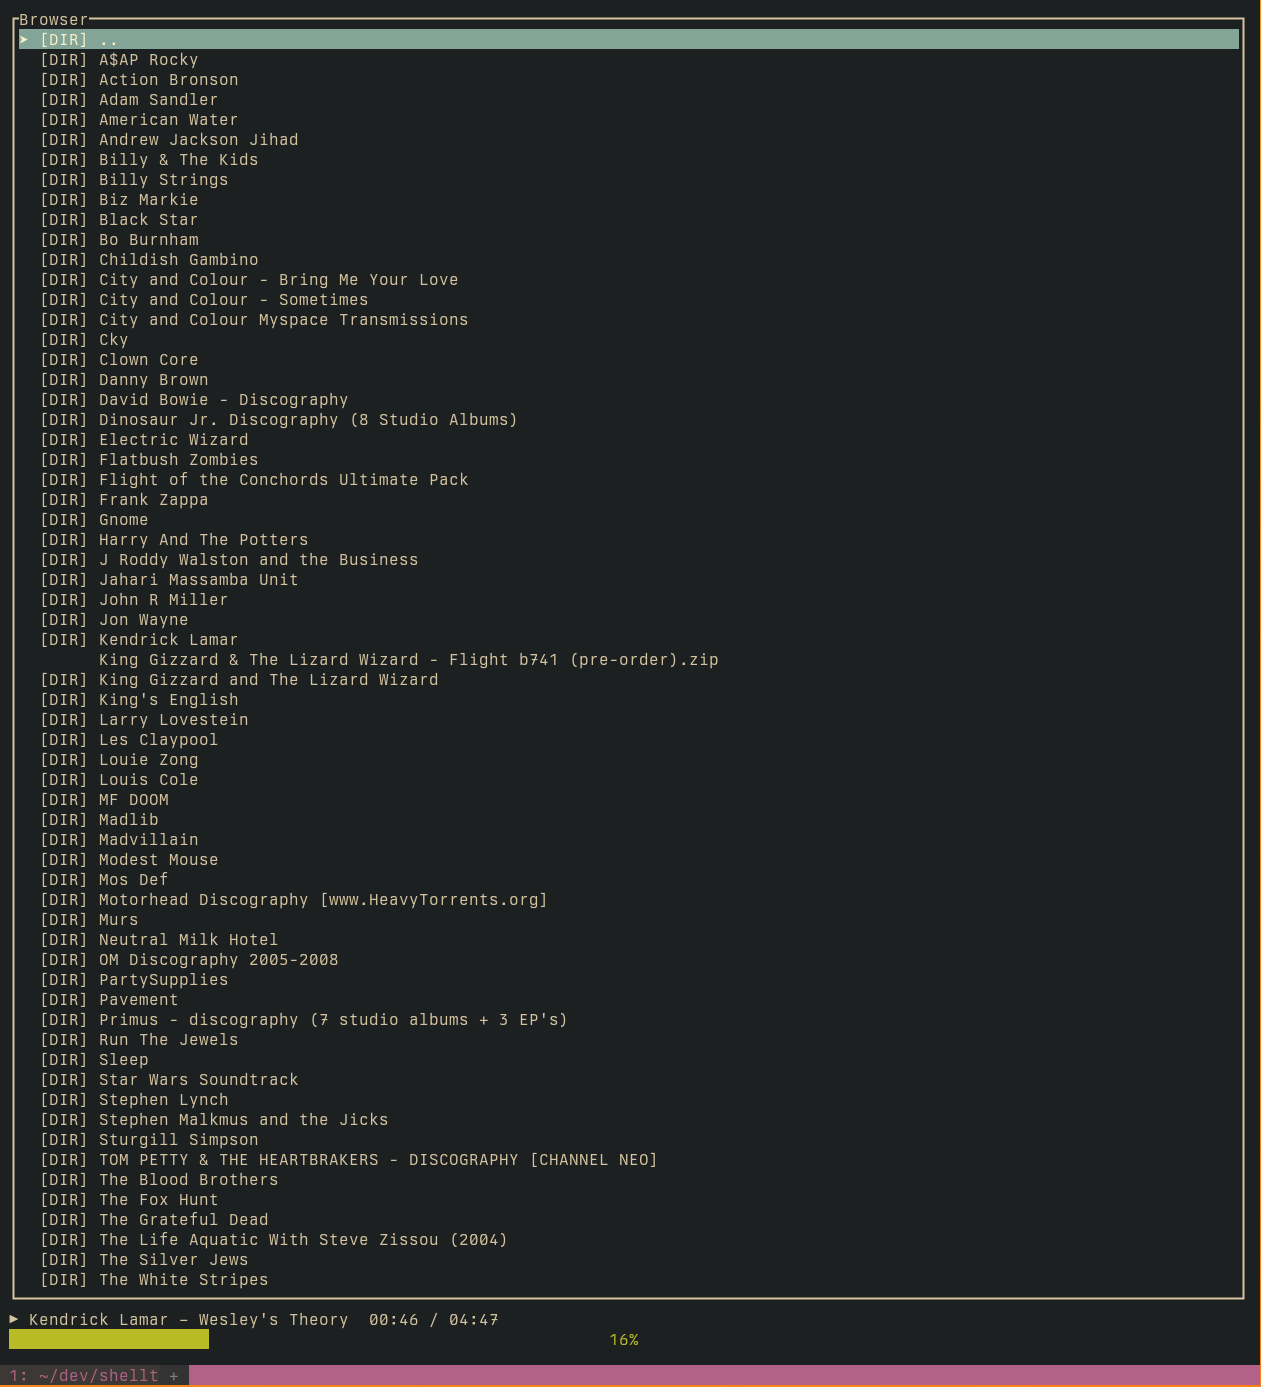 Browser
➤ [DIR] ..
[DIR] A$AP Rocky
[DIR] Action Bronson
[DIR] Adam Sandler
[DIR] American Water
[DIR] Andrew Jackson Jihad
[DIR] Billy & The Kids
[DIR] Billy Strings
[DIR] Biz Markie
[DIR] Black Star
[DIR] Bo Burnham
[DIR] Childish Gambino
[DIR] City and Colour - Bring Me Your Love
[DIR] City and Colour - Sometimes
[DIR] City and Colour Myspace Transmissions
[DIR] Cky
[DIR] Clown Core
[DIR] Danny Brown
[DIR] David Bowie - Discography
[DIR] Dinosaur Jr. Discography (8 Studio Albums)
[DIR] Electric Wizard
[DIR] Flatbush Zombies
[DIR] Flight of the Conchords Ultimate Pack
[DIR] Frank Zappa
[DIR] Gnome
[DIR] Harry And The Potters
[DIR] J Roddy Walston and the Business
[DIR] Jahari Massamba Unit
[DIR] John R Miller
[DIR] Jon Wayne
[DIR] Kendrick Lamar
King Gizzard & The Lizard Wizard - Flight b741 (pre-order).zip
[DIR] King Gizzard and The Lizard Wizard
[DIR] King's English
[DIR] Larry Lovestein
[DIR] Les Claypool
[DIR] Louie Zong
[DIR] Louis Cole
[DIR] MF DOOM
[DIR] Madlib
[DIR] Madvillain
[DIR] Modest Mouse
[DIR] Mos Def
[DIR] Motorhead Discography [www.HeavyTorrents.org]
[DIR] Murs
[DIR] Neutral Milk Hotel
[DIR] OM Discography 2005-2008
[DIR] PartySupplies
[DIR] Pavement
[DIR] Primus - discography (7 studio albums + 3 EP's)
[DIR] Run The Jewels
[DIR] Sleep
[DIR] Star Wars Soundtrack
[DIR] Stephen Lynch
[DIR] Stephen Malkmus and the Jicks
[DIR] Sturgill Simpson
[DIR] TOM PETTY & THE HEARTBRAKERS - DISCOGRAPHY [CHANNEL NEO]
[DIR] The Blood Brothers
[DIR] The Fox Hunt
[DIR] The Grateful Dead
[DIR] The Life Aquatic With Steve Zissou (2004)
[DIR] The Silver Jews
[DIR] The White Stripes
► Kendrick Lamar – Wesley's Theory 00:46 / 04:47
16%
1: ~/dev/shellt +